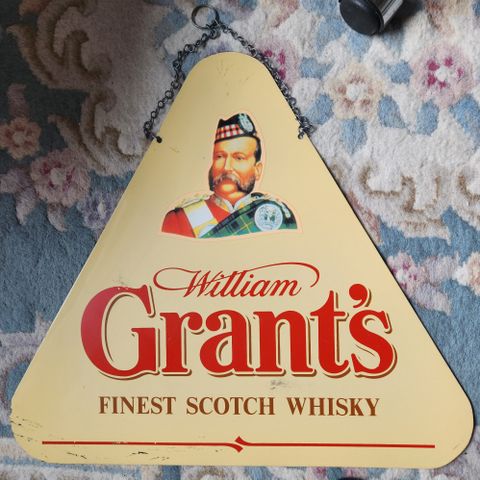 William
Grant's
FINEST SCOTCH WHISKY